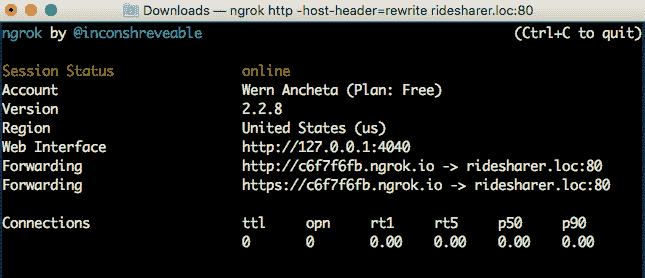 Downloads — ngrok http -host-header=rewrite ridesharer.loc:80
ngrok by @inconshreveable (Ctrl+C to quit)
Session Status online
Account Wern Ancheta (Plan: Free)
Version 2.2.8
Region United States (us)
Web Interface http://127.0.0.1:4040
Forwarding http://c6f7f6fb.ngrok.io -> ridesharer.loc:80
Forwarding https://c6f7f6fb.ngrok.io -> ridesharer.loc:80
Connections ttl opn rt1 rt5 p50 p90
0 0 0.00 0.00 0.00 0.00